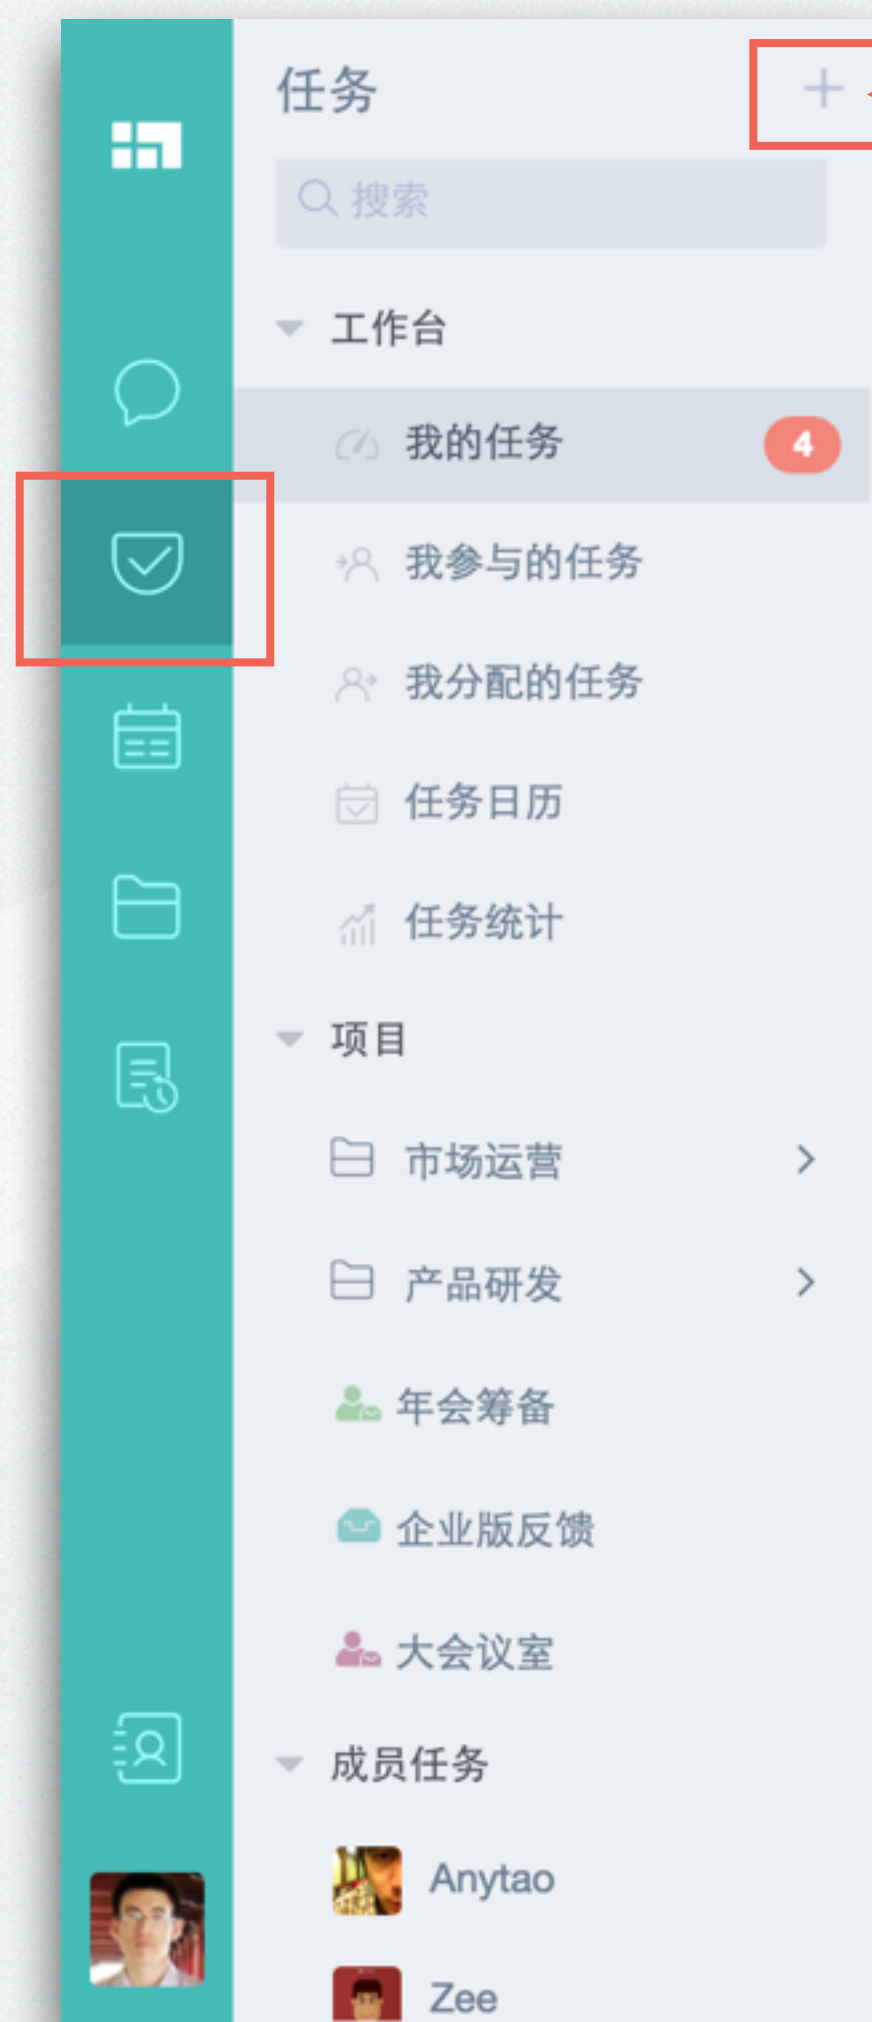 任务
搜索
工作台
我的任务
4
我参与的任务
我分配的任务
任务日历
任务统计
项目
市场运营
产品研发
年会筹备
企业版反馈
大会议室
成员任务
Anytao
Zee